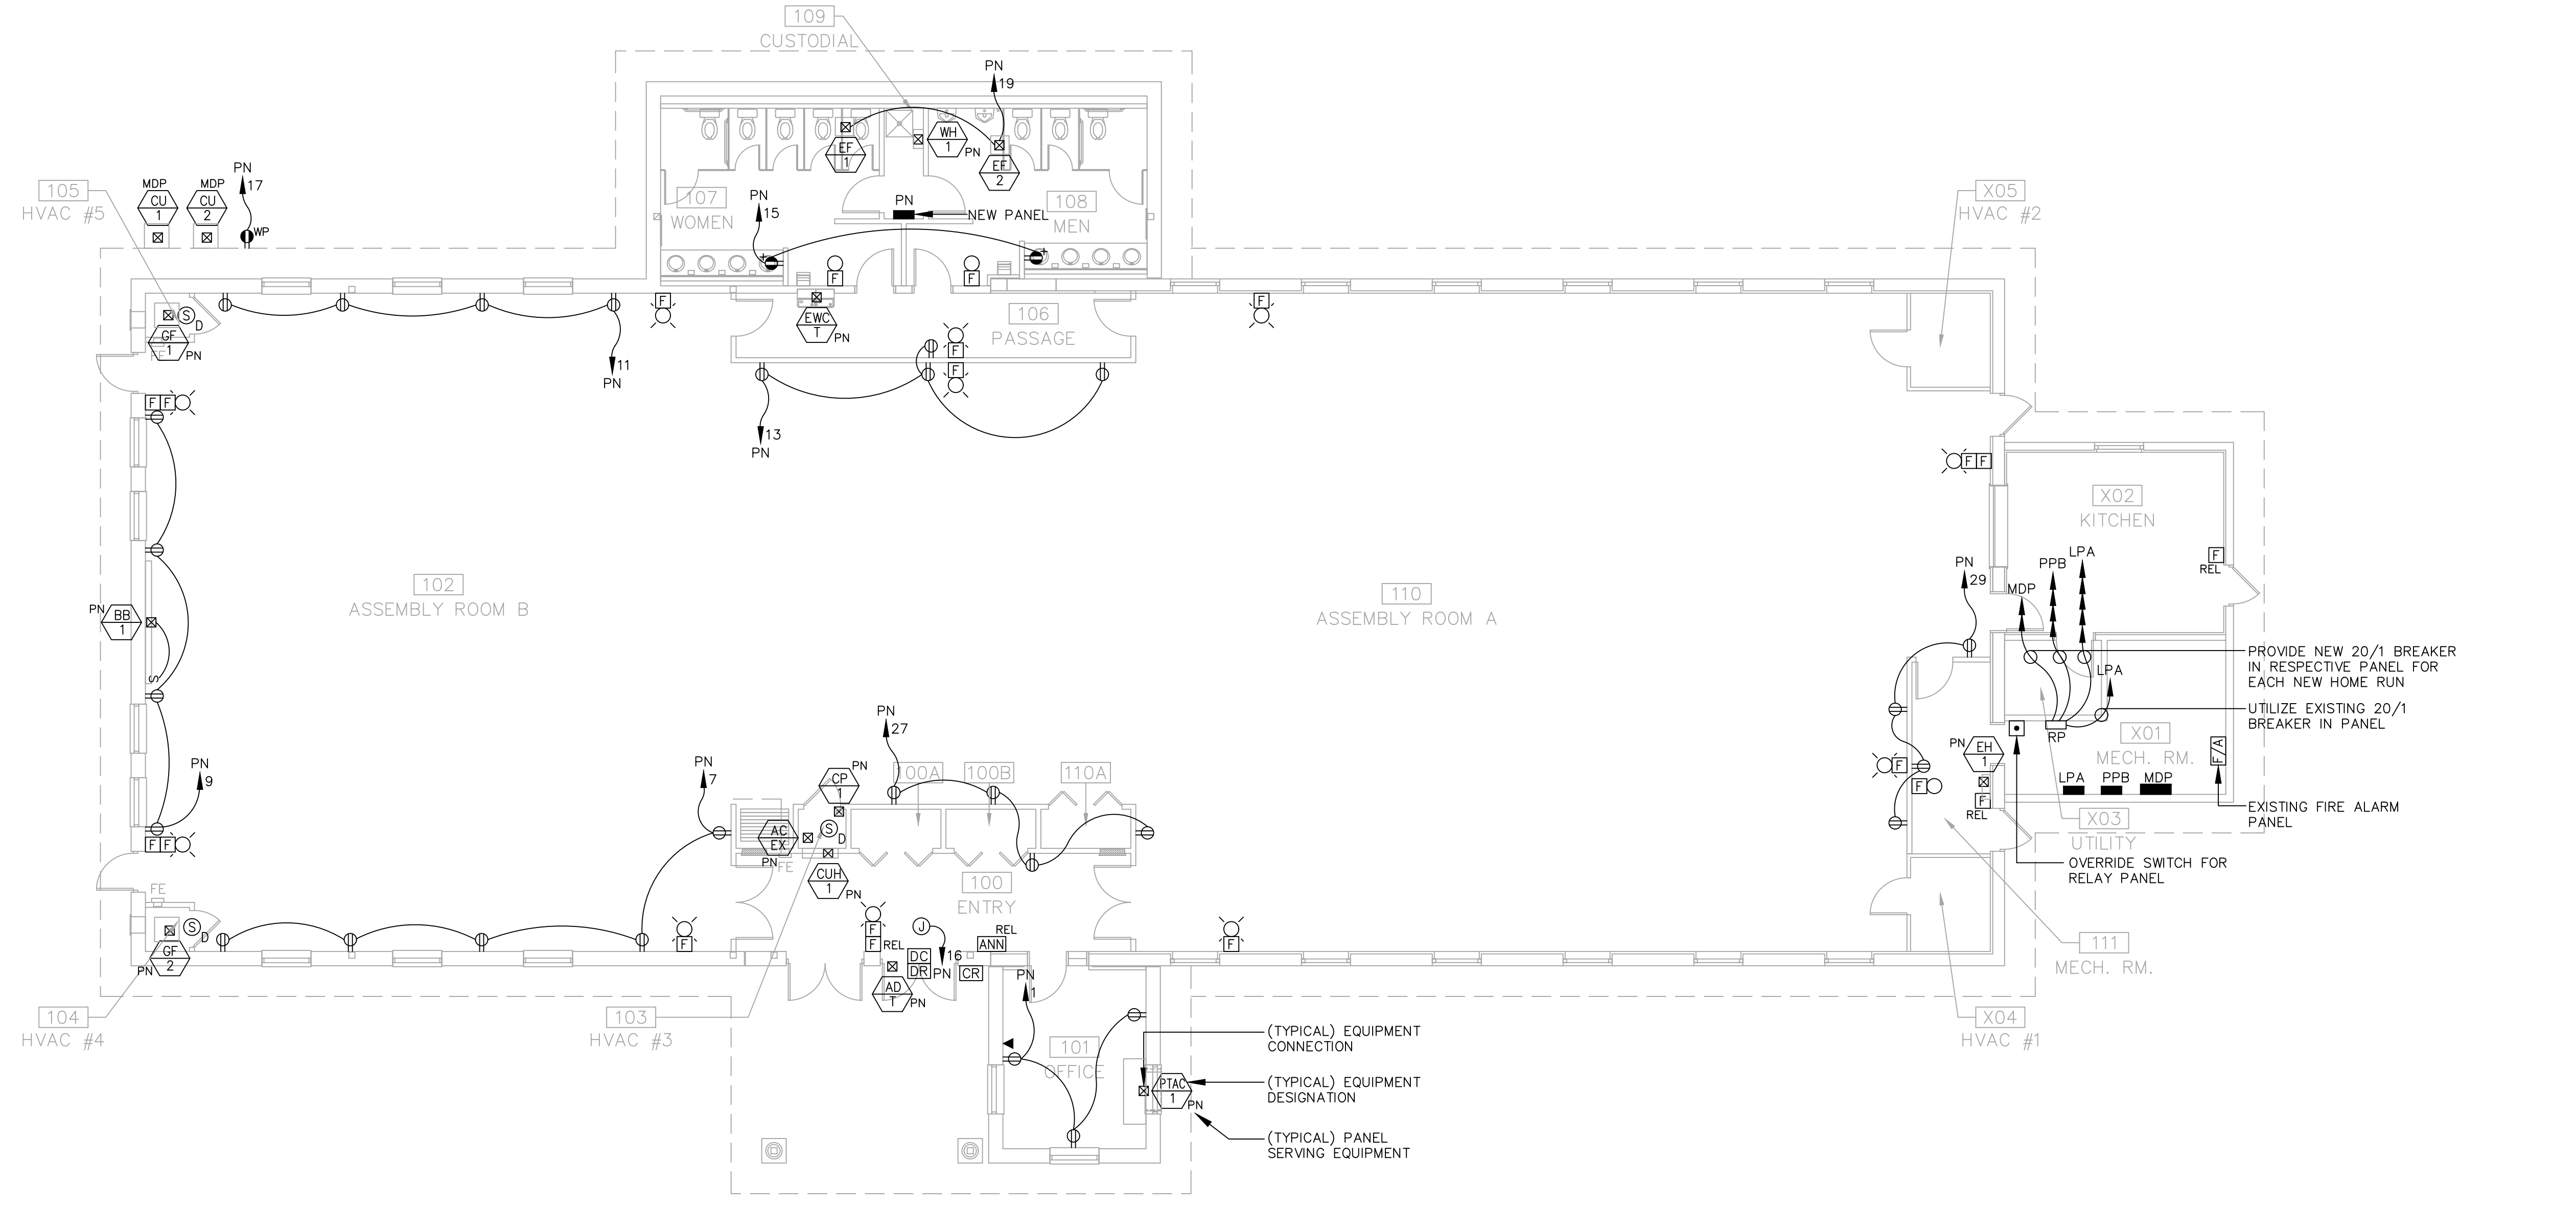 109
CUSTODIAL
PN
19
EF
1
WH
1
PN
EF
2
105
HVAC #5
MDP
CU
1
MDP
CU
2
PN
17
WP
107
WOMEN
PN
15
PN
NEW PANEL
108
MEN
X05
HVAC #2
F
F
F
F
S
D
GF
1
PN
FE
EWC
T
PN
106
PASSAGE
F
F
11
PN
13
PN
F
F
F
F
X02
KITCHEN
F
REL
102
ASSEMBLY ROOM B
110
ASSEMBLY ROOM A
PN
BB
1
S
PN
29
MDP
PPB
LPA
LPA
PROVIDE NEW 20/1 BREAKER
IN RESPECTIVE PANEL FOR
EACH NEW HOME RUN
UTILIZE EXISTING 20/1
BREAKER IN PANEL
RP
X01
MECH. RM.
F/A
LPA
PPB
MDP
EXISTING FIRE ALARM
PANEL
X03
UTILITY
OVERRIDE SWITCH FOR
RELAY PANEL
PN
EH
1
F
REL
F
F
PN
9
F
F
PN
7
PN
27
CP
1
PN
100A
100B
110A
AC
EX
PN
S
D
FE
CUH
1
PN
100
ENTRY
FE
S
D
GF
2
PN
F
F
F
REL
J
16
PN
DC
DR
REL
ANN
CR
AD
T
PN
F
111
MECH. RM.
104
HVAC #4
103
HVAC #3
X04
HVAC #1
PN
1
101
OFFICE
PTAC
1
PN
(TYPICAL) EQUIPMENT
CONNECTION
(TYPICAL) EQUIPMENT
DESIGNATION
(TYPICAL) PANEL
SERVING EQUIPMENT